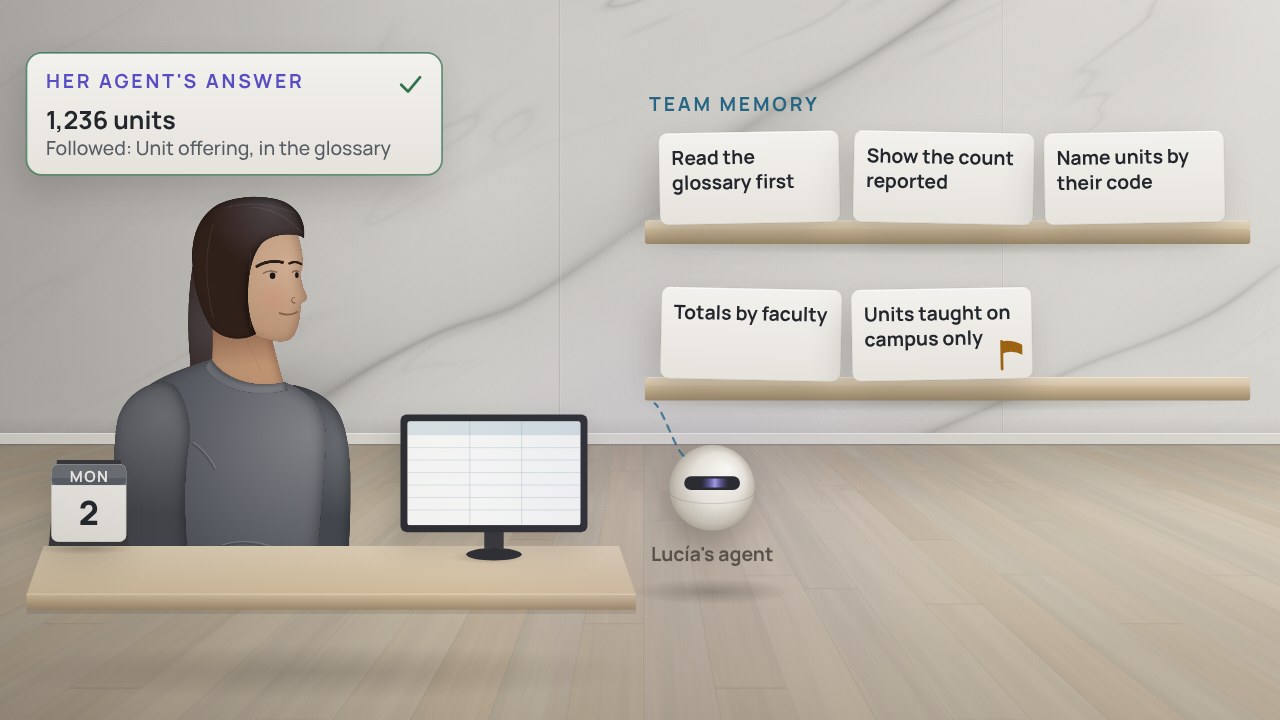 HER AGENT'S ANSWER
1,236 units
Followed: Unit offering, in the glossary
TEAM MEMORY
Read the
glossary first
Show the count
reported
Name units by
their code
Totals by faculty
Units taught on
campus only
MON
2
Lucía's agent